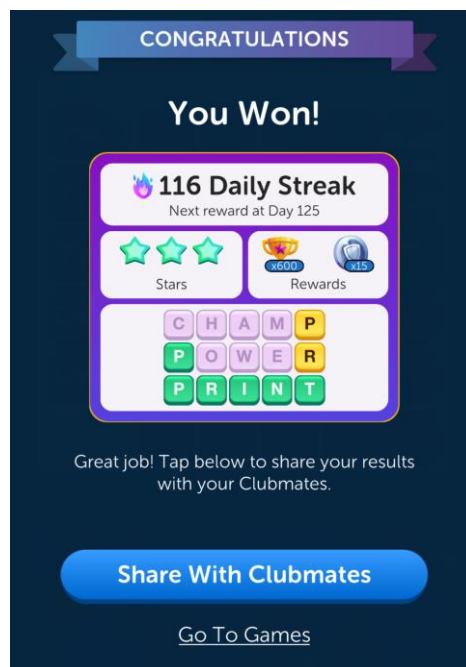 CONGRATULATIONS
You Won!
116 Daily Streak
Next reward at Day 125
x600 x15
Stars Rewards
CHAMP
POWER
PRINT
Great job! Tap below to share your results
with your Clubmates.
Share With Clubmates
Go To Games